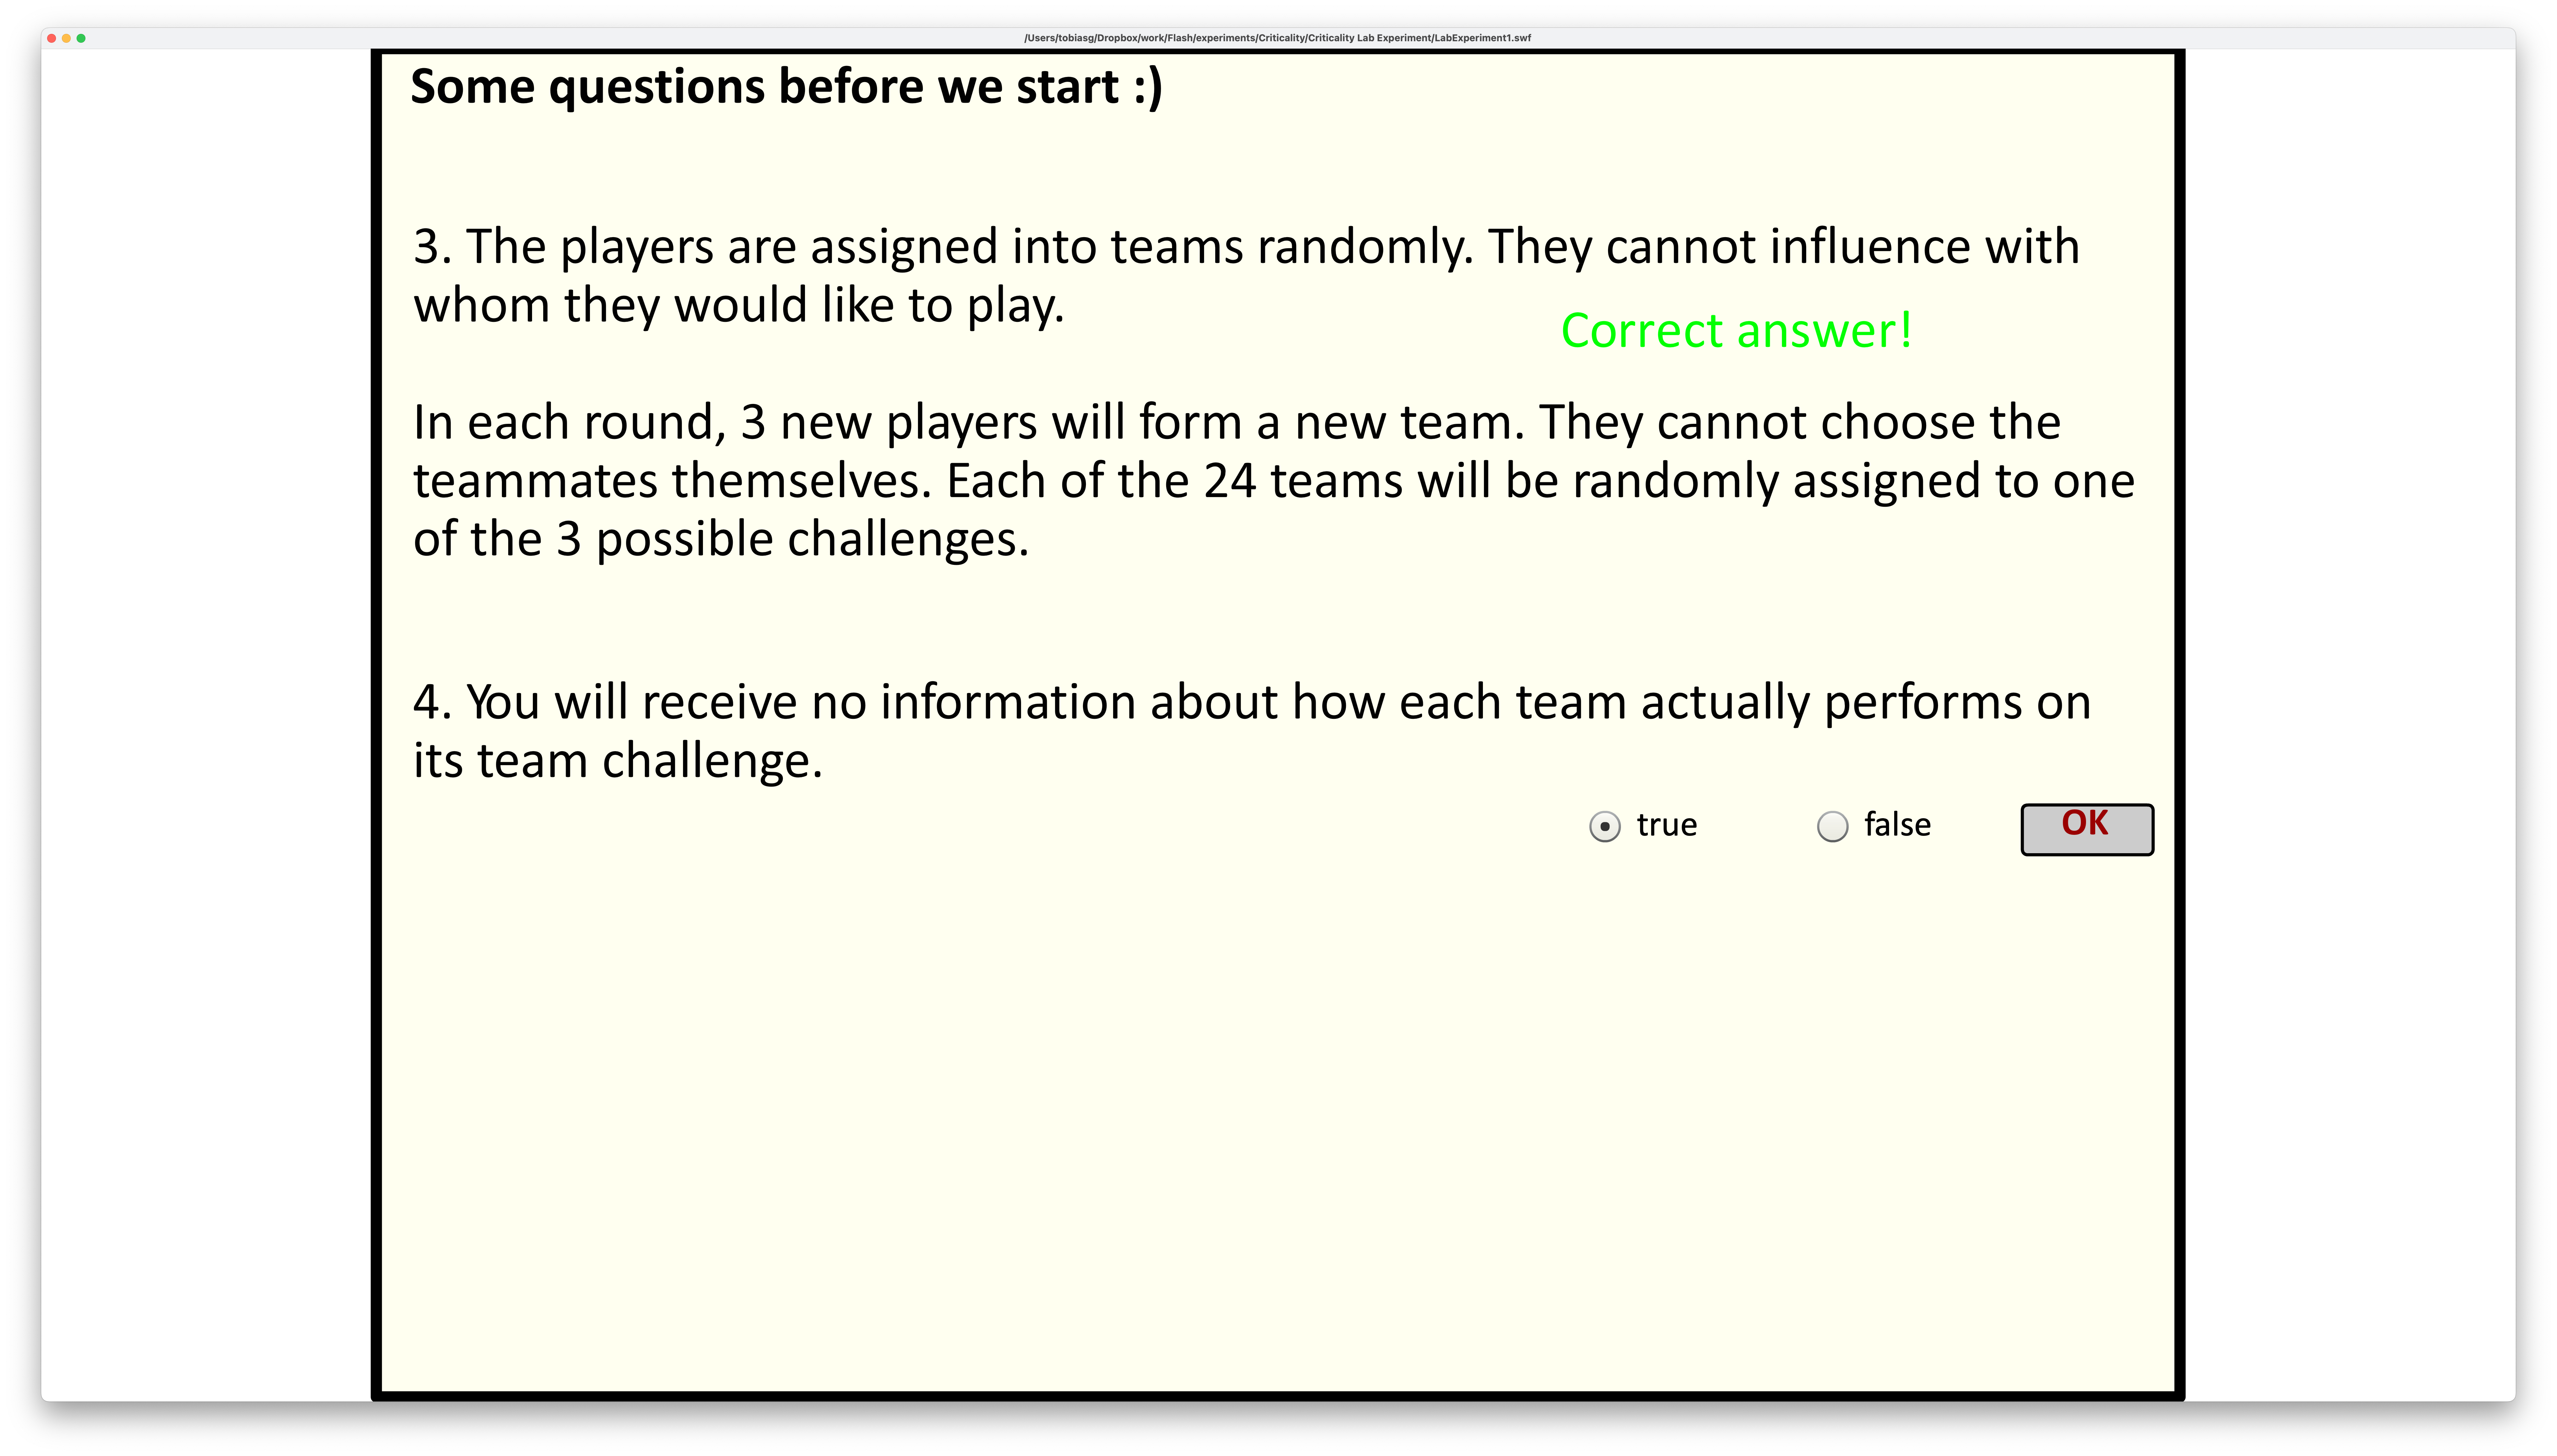 /Users/tobiasg/Dropbox/work/Flash/experiments/Criticality/Criticality Lab Experiment/LabExperiment1.swf
Some questions before we start :)
3. The players are assigned into teams randomly. They cannot influence with
whom they would like to play.
Correct answer!
In each round, 3 new players will form a new team. They cannot choose the
teammates themselves. Each of the 24 teams will be randomly assigned to one
of the 3 possible challenges.
4. You will receive no information about how each team actually performs on
its team challenge.
true false OK